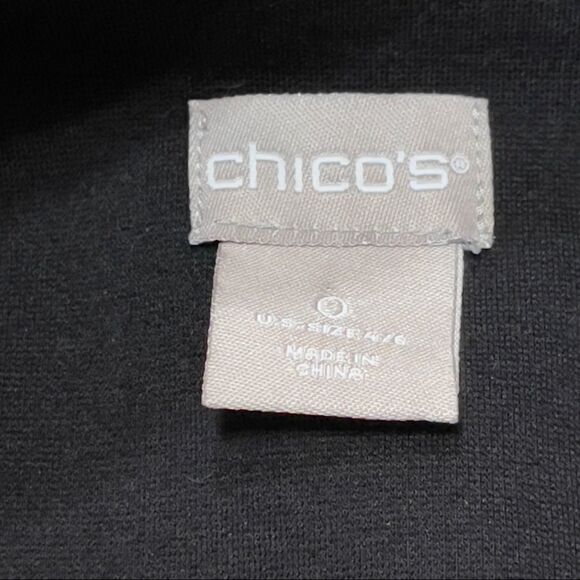 chico's®
0
U.S. SIZE 4/6
MADE IN
CHINA